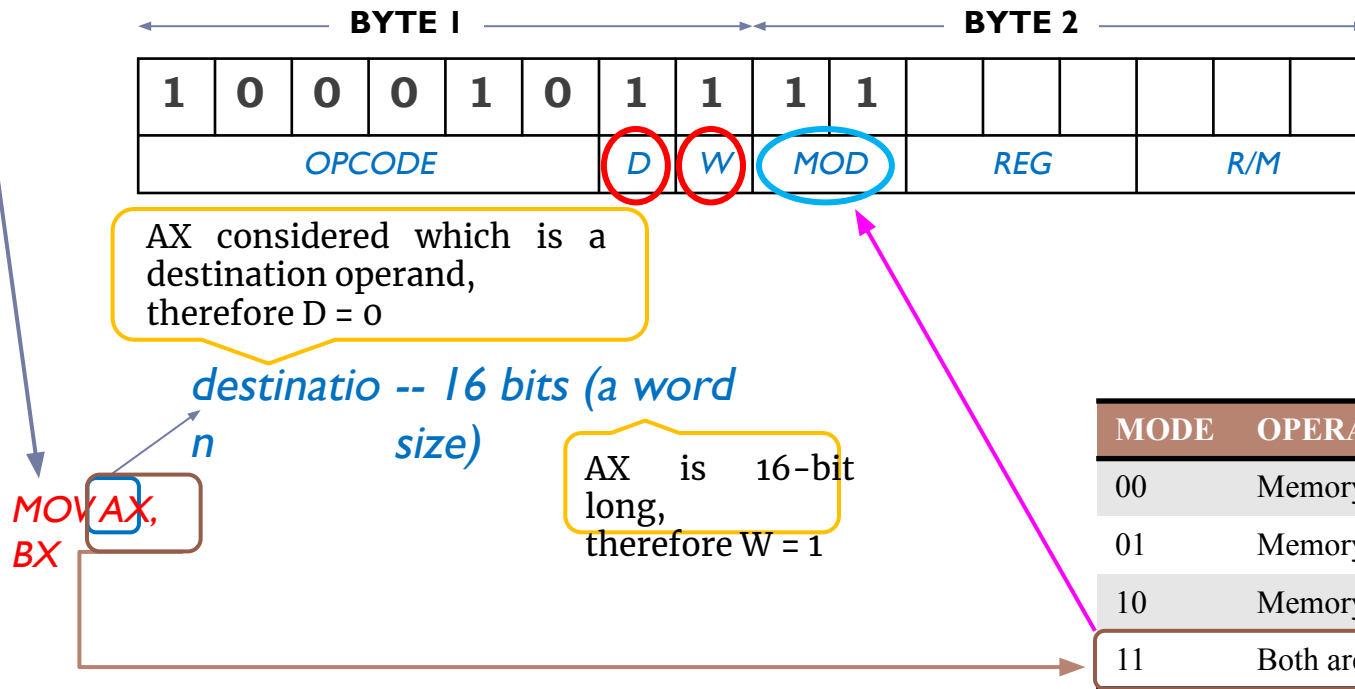 BYTE 1 BYTE 2
1 0 0 0 1 0 1 1 1 1
OPCODE D W MOD REG R/M
AX considered which is a
destination operand,
therefore D = 0
destinatio -- 16 bits (a word
n size)
AX is 16-bit
long,
therefore W = 1
MOV AX,
BX
MODE
00 Memory
01 Memory
10 Memory
11 Both